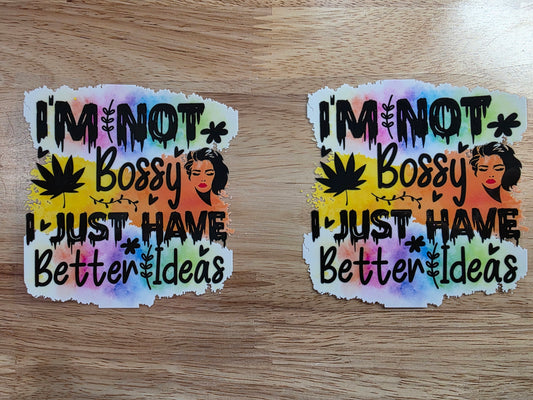 I'M NOT
Bossy
I JUST HAVE
Better Ideas
I'M NOT
Bossy
I JUST HAVE
Better Ideas